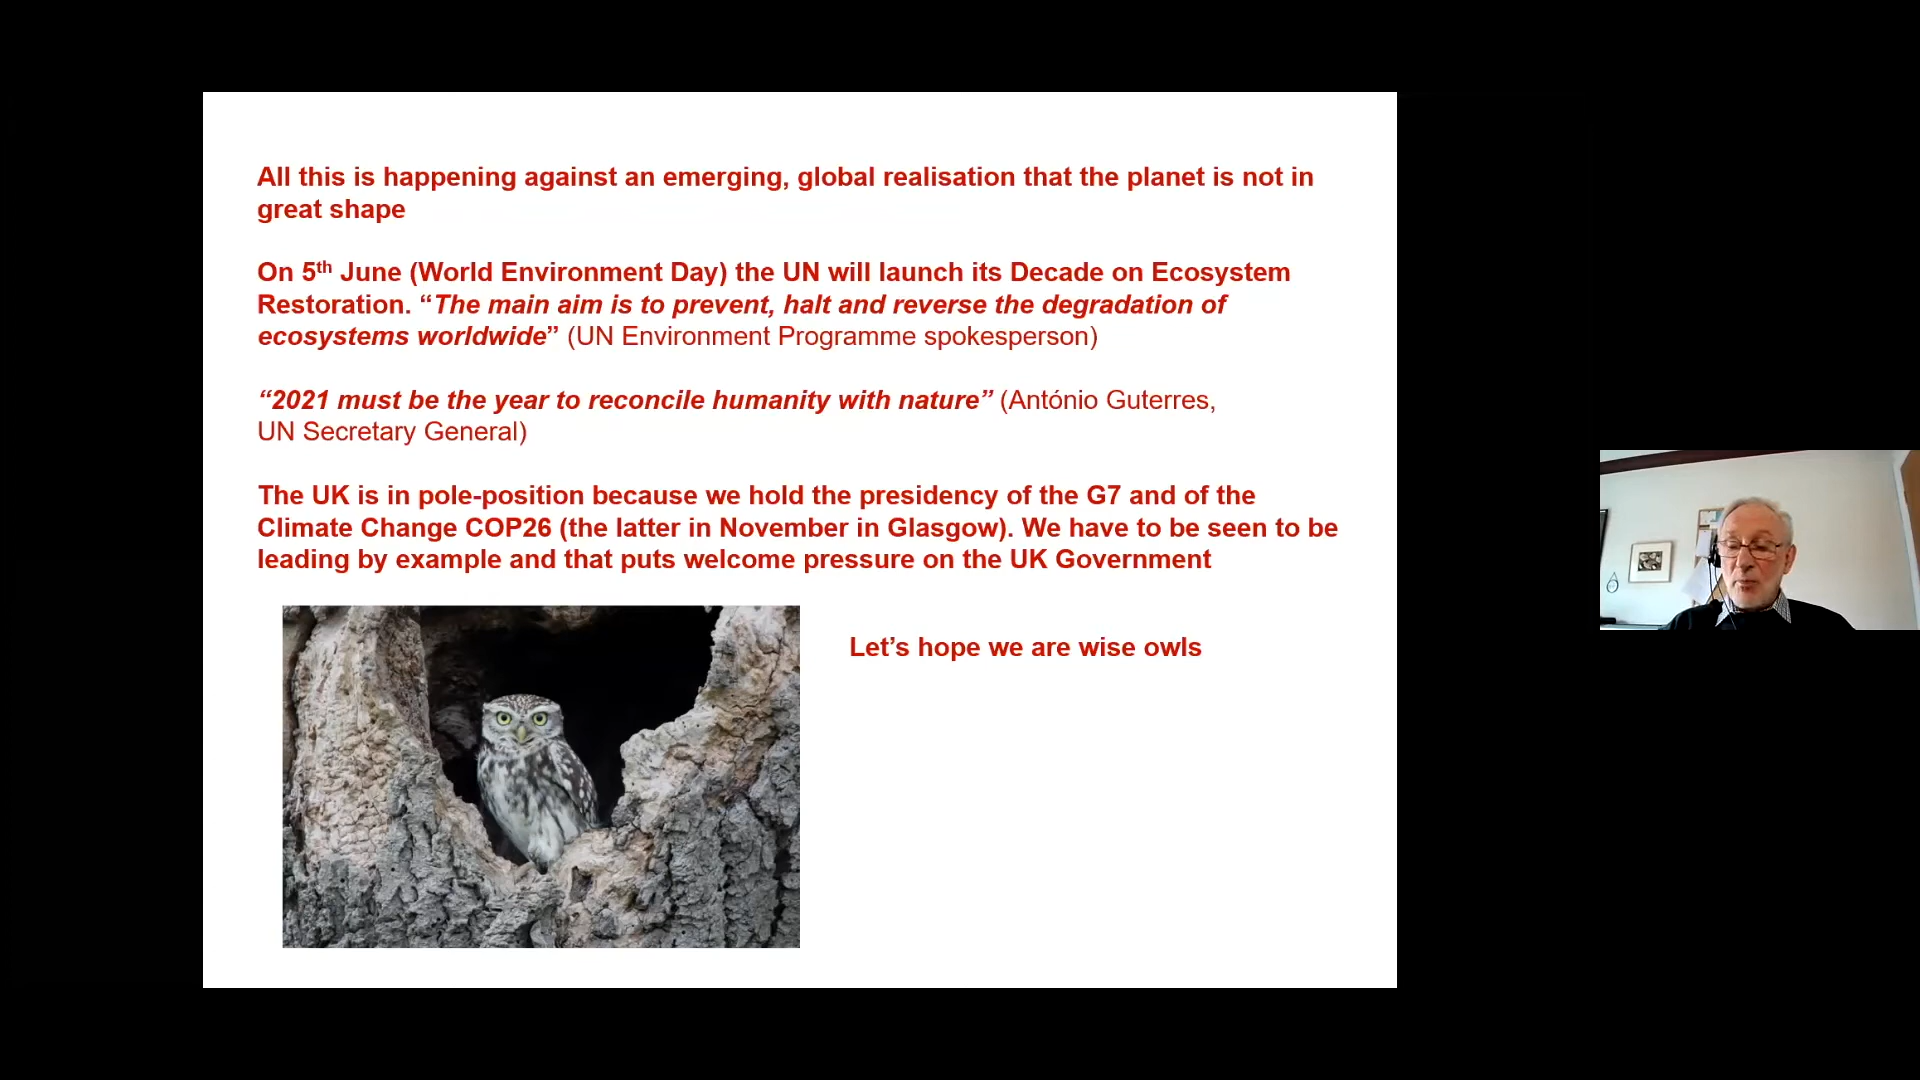 All this is happening against an emerging, global realisation that the planet is not in
great shape
On 5th June (World Environment Day) the UN will launch its Decade on Ecosystem
Restoration. “The main aim is to prevent, halt and reverse the degradation of
ecosystems worldwide” (UN Environment Programme spokesperson)
“2021 must be the year to reconcile humanity with nature” (António Guterres,
UN Secretary General)
The UK is in pole-position because we hold the presidency of the G7 and of the
Climate Change COP26 (the latter in November in Glasgow). We have to be seen to be
leading by example and that puts welcome pressure on the UK Government
Let’s hope we are wise owls